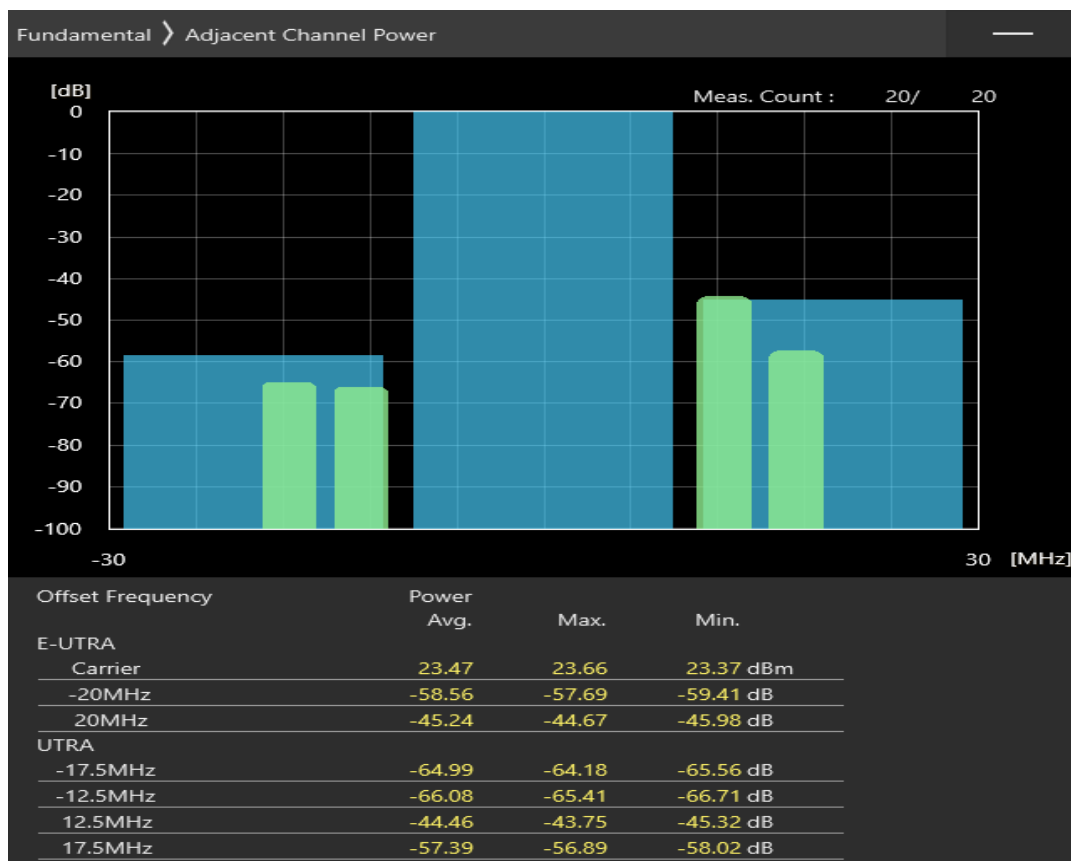 Fundamental ❯ Adjacent Channel Power
[dB]
Meas. Count : 20/ 20
0
-10
-20
-30
-40
-50
-60
-70
-80
-90
-100
-30 30 [MHz]
Offset Frequency Power
Avg. Max. Min.
E-UTRA
Carrier 23.47 23.66 23.37 dBm
-20MHz -58.56 -57.69 -59.41 dB
20MHz -45.24 -44.67 -45.98 dB
UTRA
-17.5MHz -64.99 -64.18 -65.56 dB
-12.5MHz -66.08 -65.41 -66.71 dB
12.5MHz -44.46 -43.75 -45.32 dB
17.5MHz -57.39 -56.89 -58.02 dB